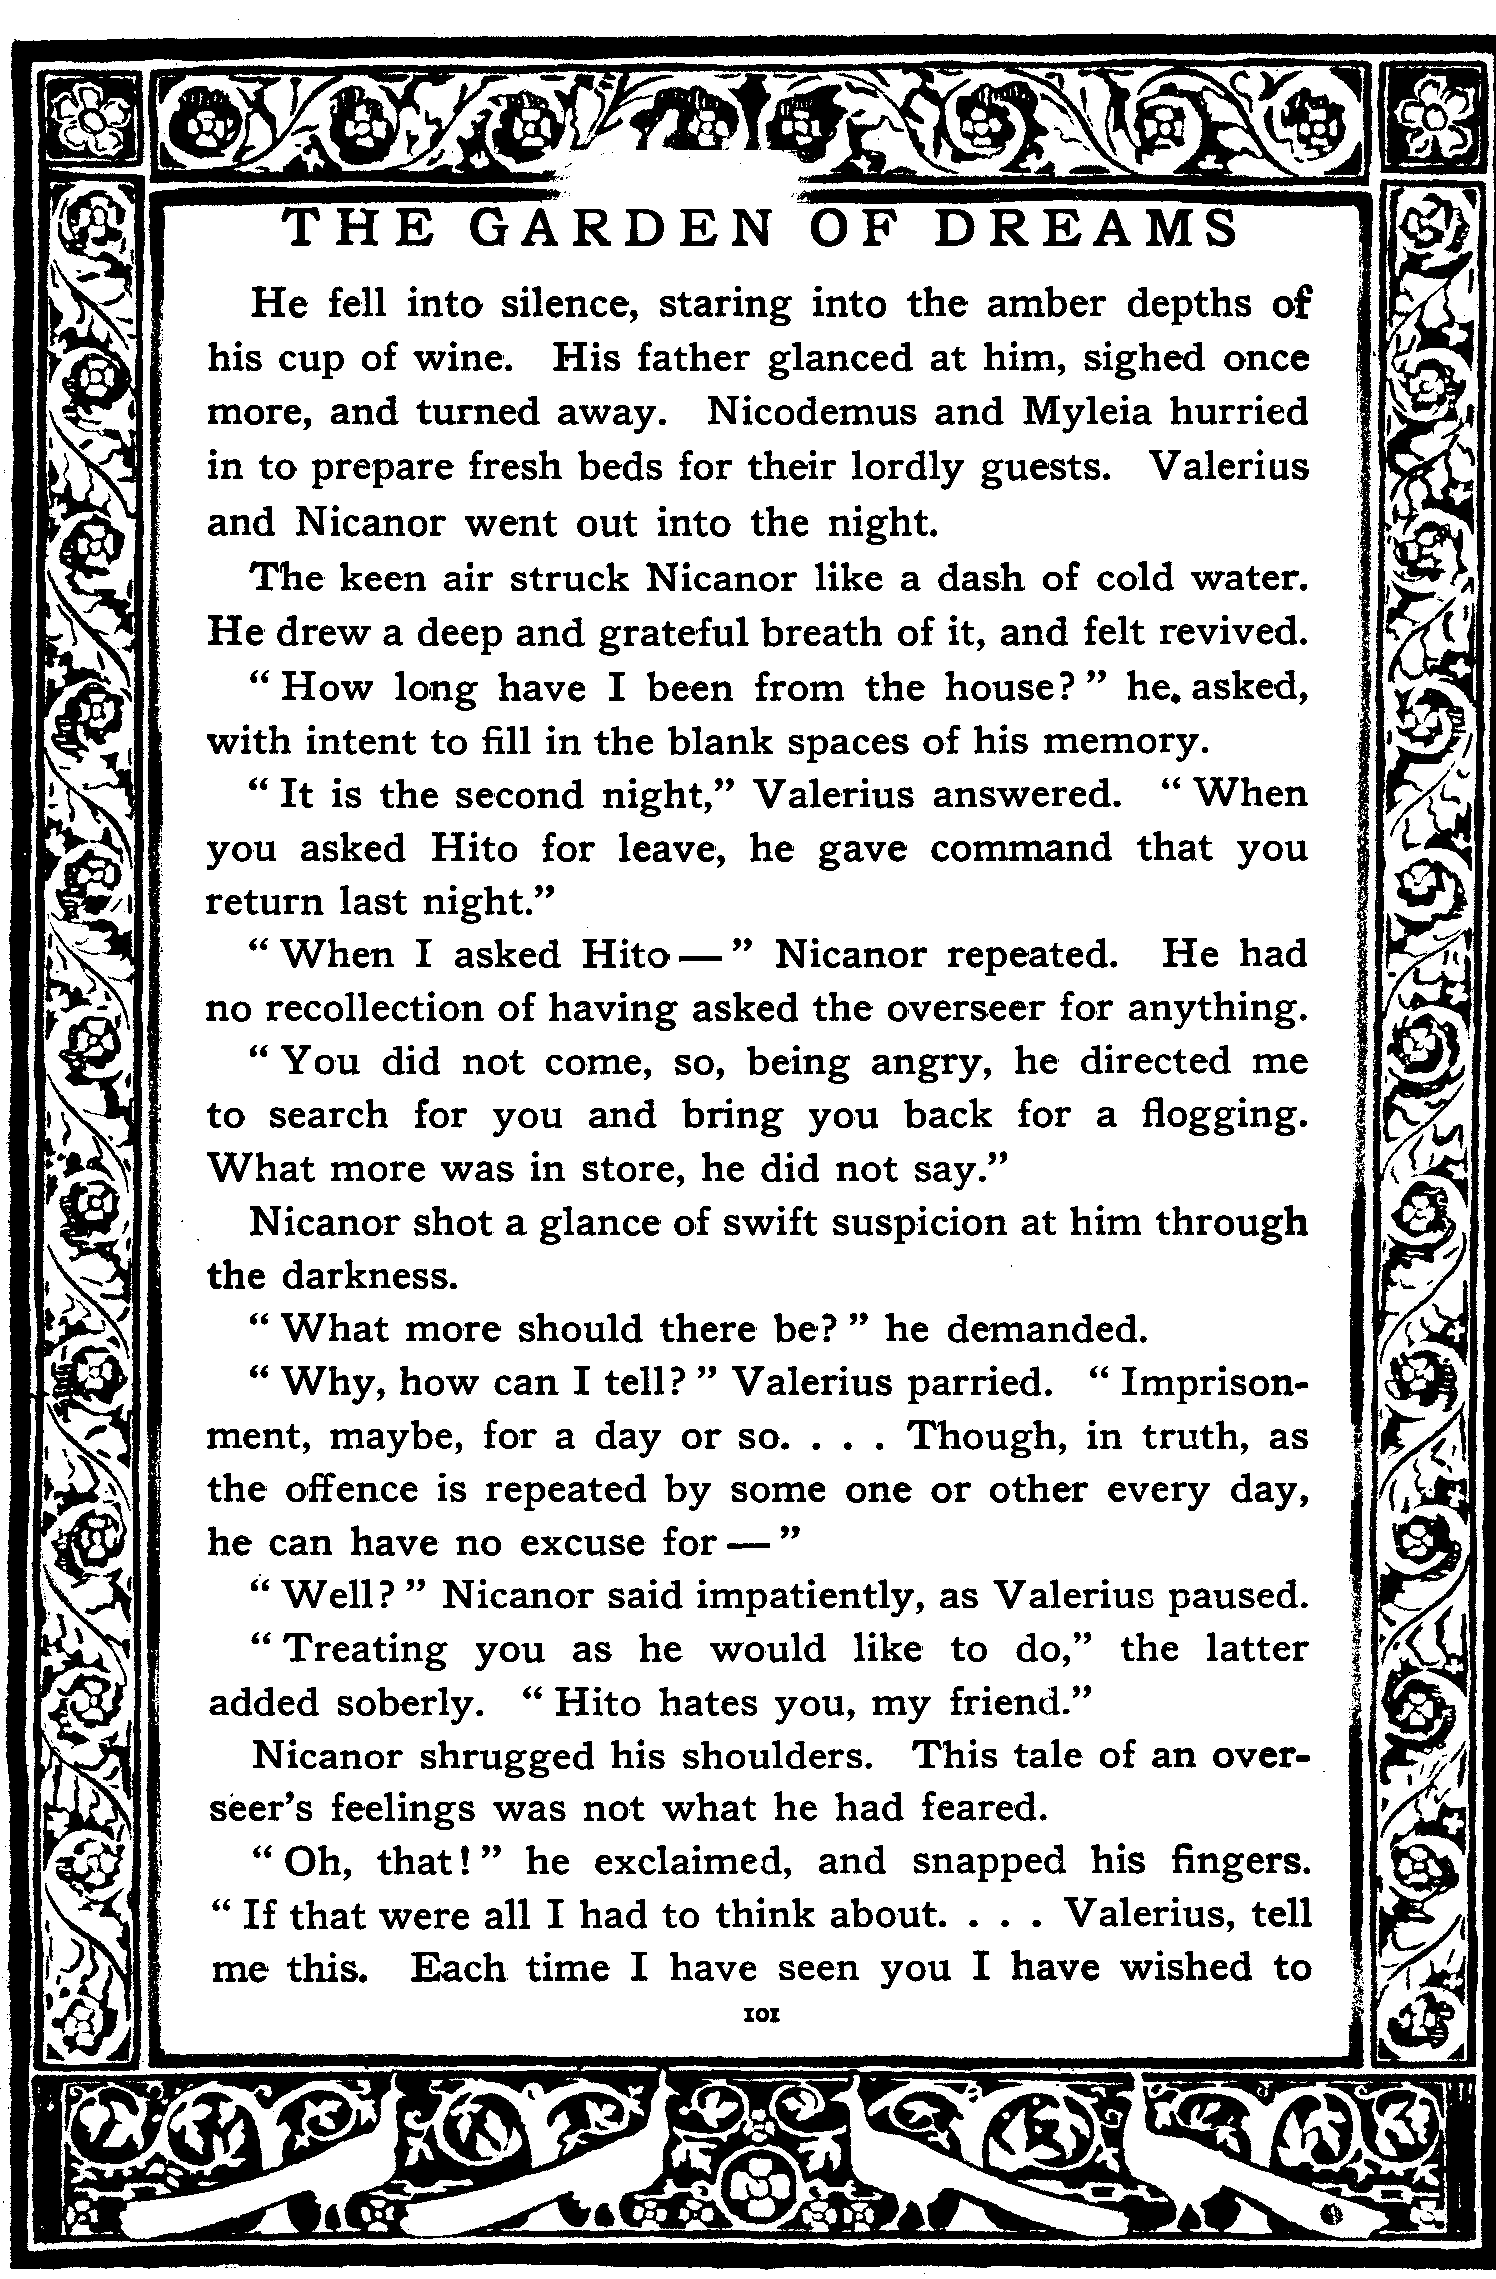 THE GARDEN OF DREAMS
He fell into silence, staring into the amber depths of
his cup of wine. His father glanced at him, sighed once
more, and turned away. Nicodemus and Myleia hurried
in to prepare fresh beds for their lordly guests. Valerius
and Nicanor went out into the night.
The keen air struck Nicanor like a dash of cold water.
He drew a deep and grateful breath of it, and felt revived.
“ How long have I been from the house? ” he. asked,
with intent to fill in the blank spaces of his memory.
“ It is the second night,” Valerius answered. “ When
you asked Hito for leave, he gave command that you
return last night.”
“ When I asked Hito — ” Nicanor repeated. He had
no recollection of having asked the overseer for anything.
“ You did not come, so, being angry, he directed me
to search for you and bring you back for a flogging.
What more was in store, he did not say.”
Nicanor shot a glance of swift suspicion at him through
the darkness.
“ What more should there be? ” he demanded.
“ Why, how can I tell? ” Valerius parried. “ Imprison-
ment, maybe, for a day or so. . . . Though, in truth, as
the offence is repeated by some one or other every day,
he can have no excuse for — ”
“ Well? ” Nicanor said impatiently, as Valerius paused.
“ Treating you as he would like to do,” the latter
added soberly. “ Hito hates you, my friend.”
Nicanor shrugged his shoulders. This tale of an over-
seer’s feelings was not what he had feared.
“ Oh, that! ” he exclaimed, and snapped his fingers.
“ If that were all I had to think about. . . . Valerius, tell
me this. Each time I have seen you I have wished to
101